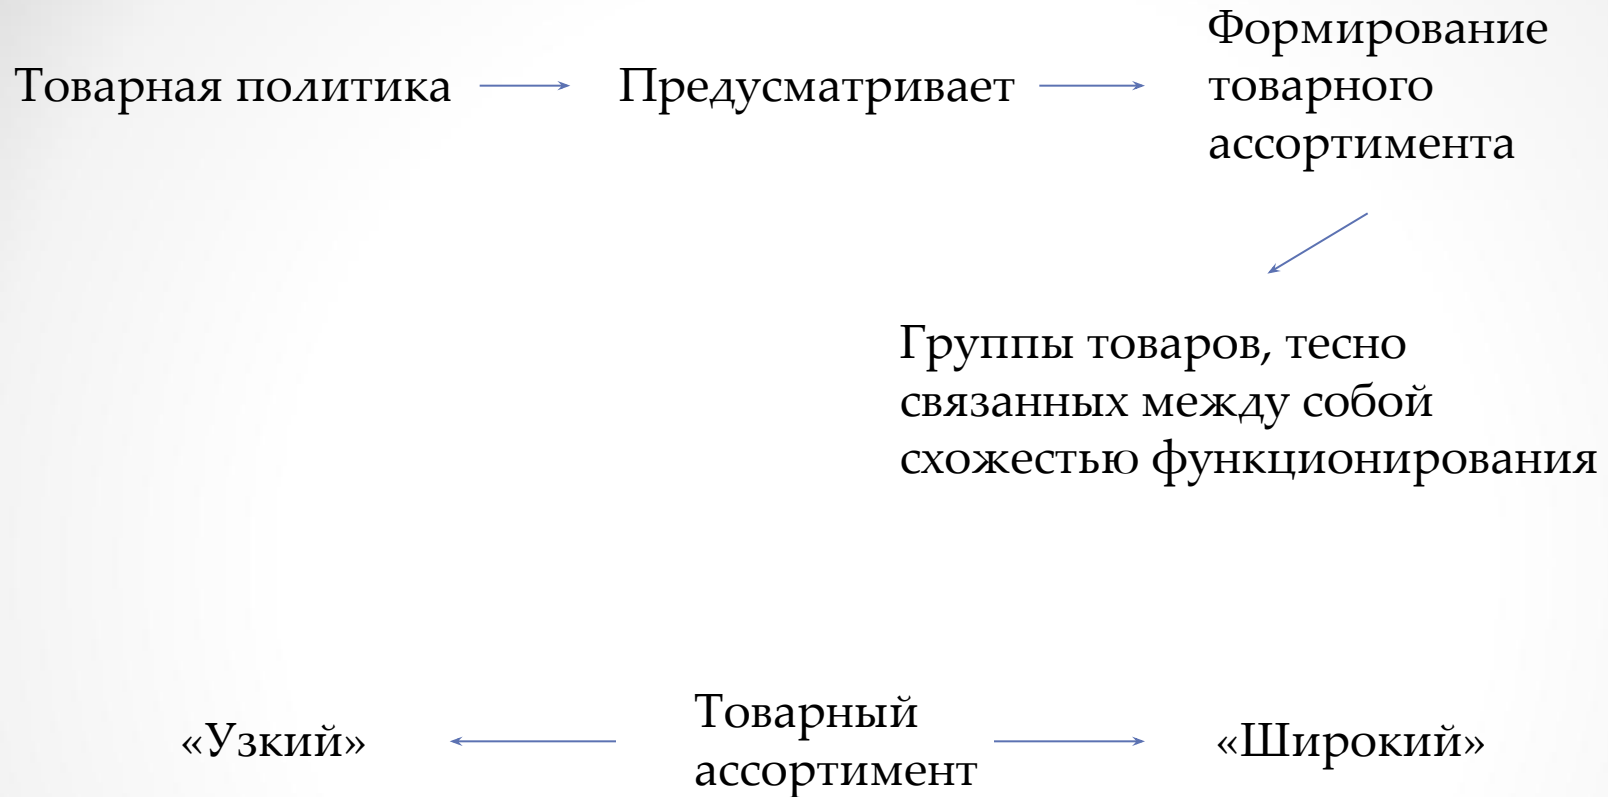 Товарная политика
Предусматривает
Формирование
товарного
ассортимента
Группы товаров, тесно
связанных между собой
схожестью функционирования
«Узкий»
Товарный
ассортимент
«Широкий»